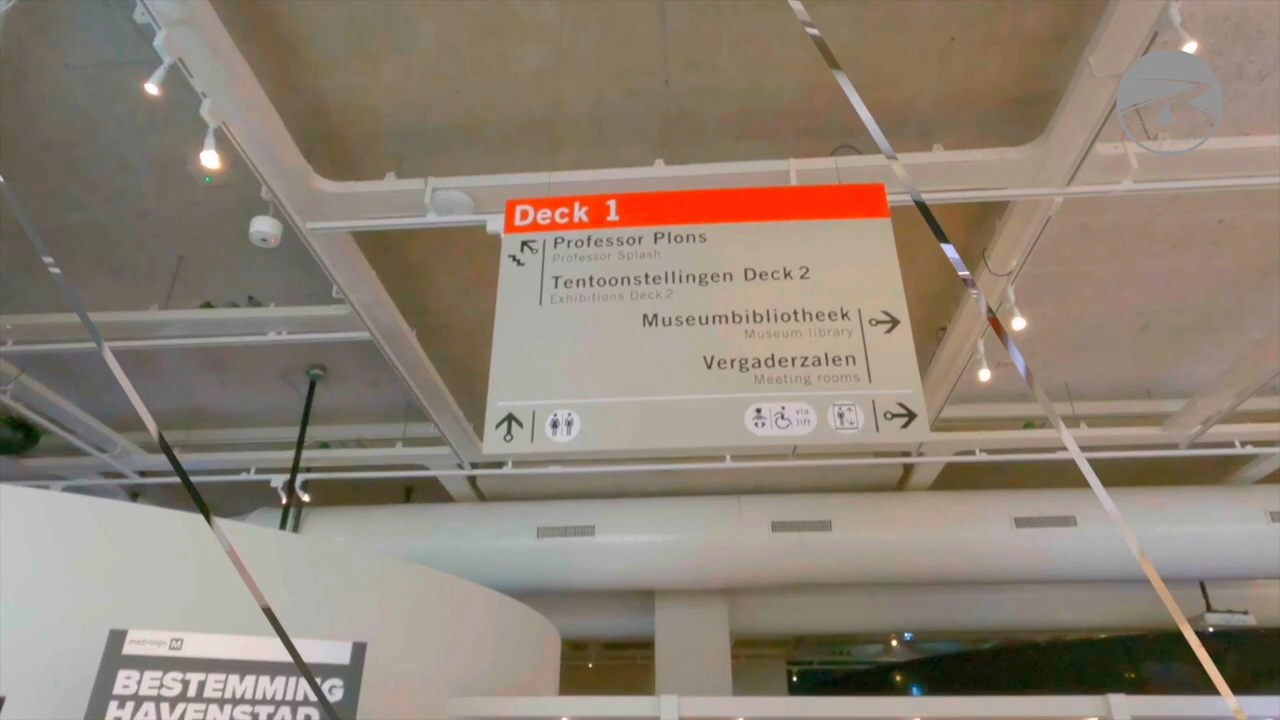 Deck 1
Professor Plons
Professor Splash
Tentoonstellingen Deck 2
Exhibitions Deck 2
Museumbibliotheek
Museum library
Vergaderzalen
Meeting rooms
via
lift
metrolijn M
BESTEMMING
HAVENSTAD